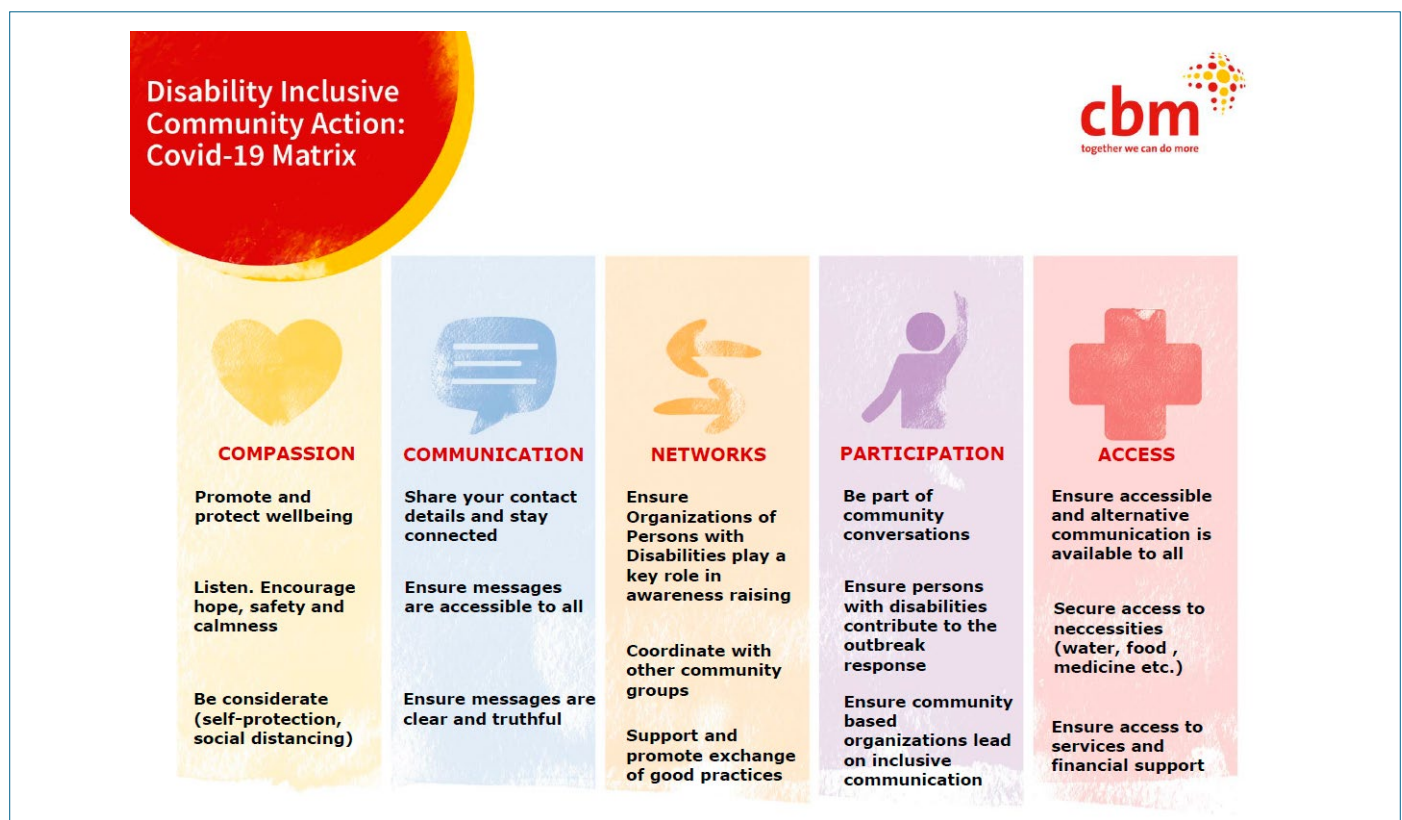 Disability Inclusive
Community Action:
Covid-19 Matrix
cbm
together we can do more
COMPASSION
Promote and
protect wellbeing
Listen. Encourage
hope, safety and
calmness
Be considerate
(self-protection,
social distancing)
COMMUNICATION
Share your contact
details and stay
connected
Ensure messages
are accessible to all
Ensure messages are
clear and truthful
NETWORKS
Ensure
Organizations of
Persons with
Disabilities play a
key role in
awareness raising
Coordinate with
other community
groups
Support and
promote exchange
of good practices
PARTICIPATION
Be part of
community
conversations
Ensure persons
with disabilities
contribute to the
outbreak
response
Ensure community
based
organizations lead
on inclusive
communication
ACCESS
Ensure accessible
and alternative
communication is
available to all
Secure access to
neccessities
(water, food ,
medicine etc.)
Ensure access to
services and
financial support